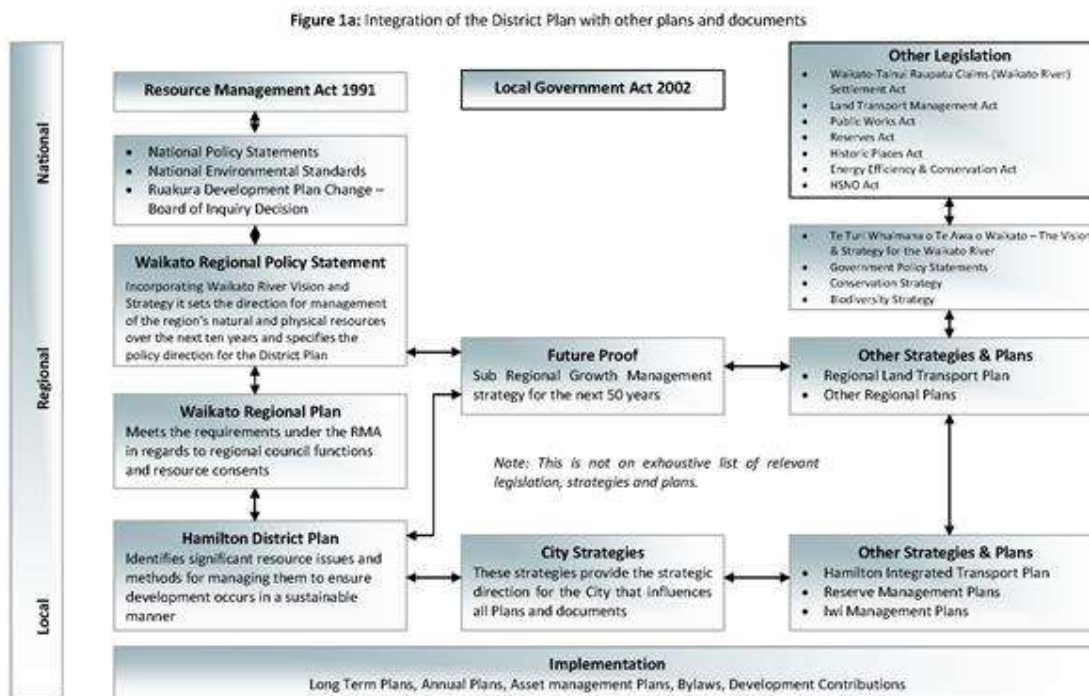 Figure 1a: Integration of the District Plan with other plans and documents
National
Regional
Local
Resource Management Act 1991
• National Policy Statements
• National Environmental Standards
• Ruakura Development Plan Change –
Board of Inquiry Decision
Waikato Regional Policy Statement
Incorporating Waikato River Vision and
Strategy it sets the direction for management
of the region's natural and physical resources
over the next ten years and specifies the
policy direction for the District Plan
Waikato Regional Plan
Meets the requirements under the RMA
in regards to regional council functions
and resource consents
Hamilton District Plan
Identifies significant resource issues and
methods for managing them to ensure
development occurs in a sustainable
manner
Local Government Act 2002
Future Proof
Sub Regional Growth Management
strategy for the next 50 years
Note: This is not an exhaustive list of relevant
legislation, strategies and plans.
City Strategies
These strategies provide the strategic
direction for the City that influences
all Plans and documents
Other Legislation
• Waikato-Tainui Raupatu Claims (Waikato River)
Settlement Act
• Land Transport Management Act
• Public Works Act
• Reserves Act
• Historic Places Act
• Energy Efficiency & Conservation Act
• HSNO Act
• Te Turi Whaimana o Te Awa o Waikato – The Vision
& Strategy for the Waikato River
• Government Policy Statements
• Conservation Strategy
• Biodiversity Strategy
Other Strategies & Plans
• Regional Land Transport Plan
• Other Regional Plans
Other Strategies & Plans
• Hamilton Integrated Transport Plan
• Reserve Management Plans
• Iwi Management Plans
Implementation
Long Term Plans, Annual Plans, Asset management Plans, Bylaws, Development Contributions